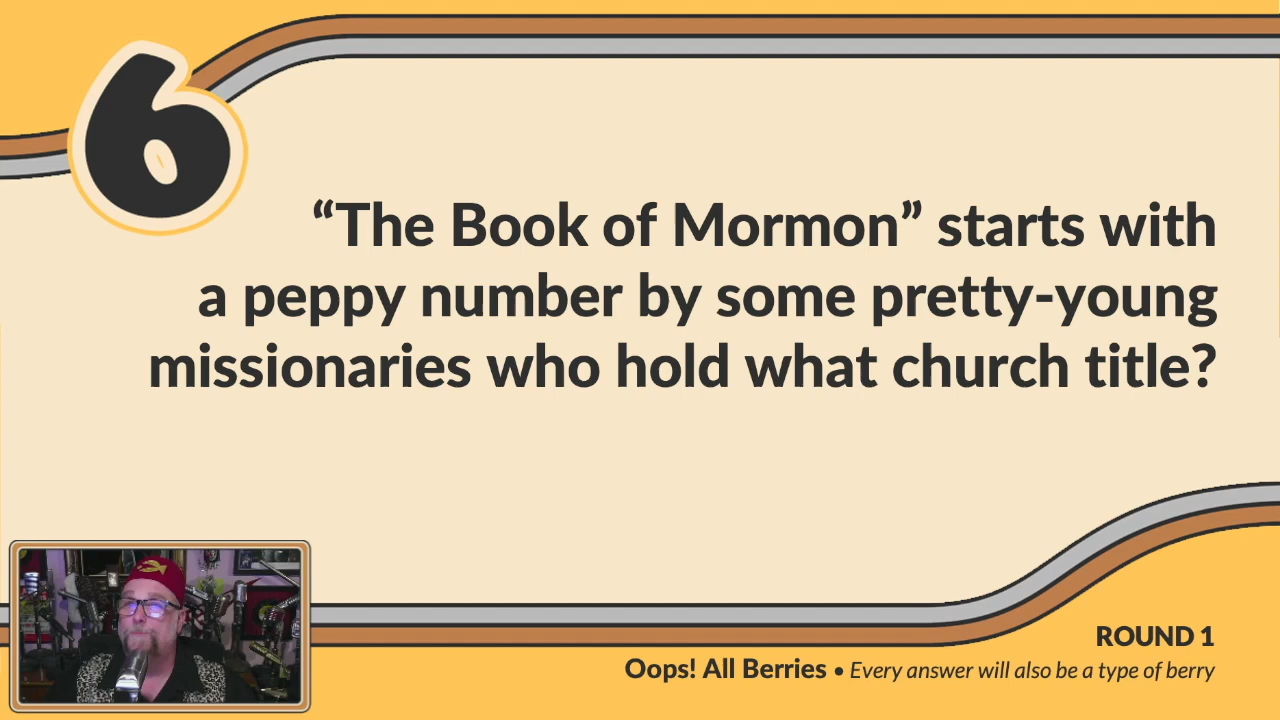 6
“The Book of Mormon” starts with
a peppy number by some pretty-young
missionaries who hold what church title?
ROUND 1
Oops! All Berries • Every answer will also be a type of berry